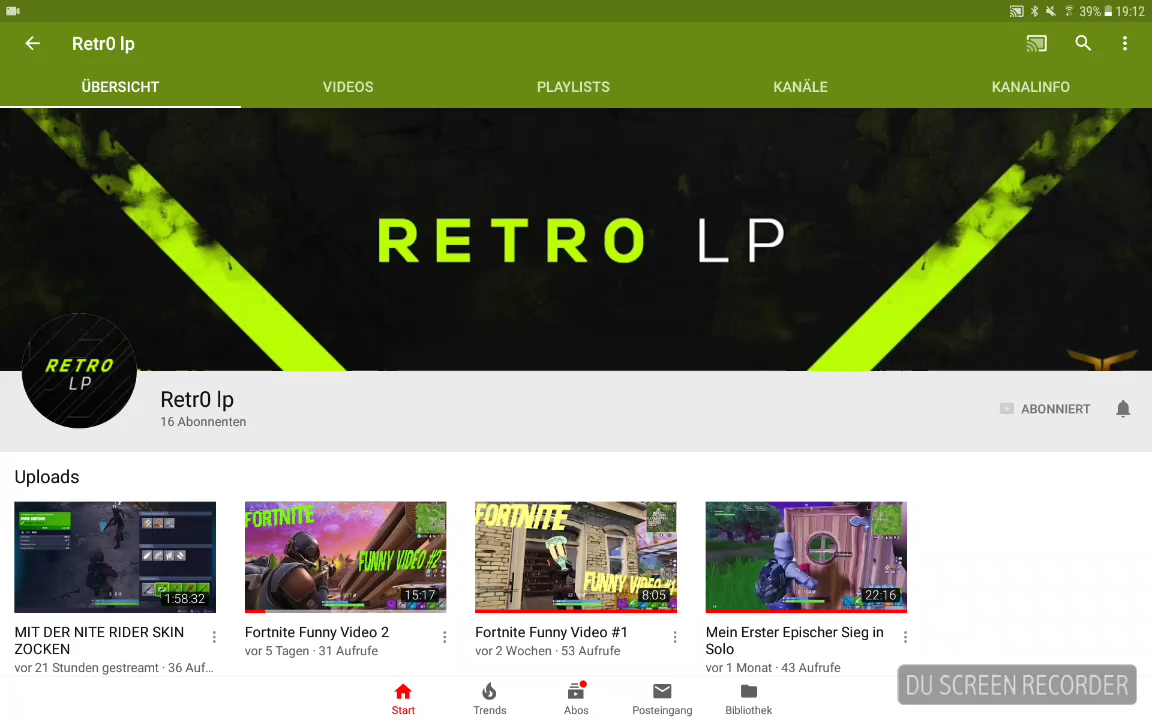 39% 19:12
Retr0 lp
ÜBERSICHT VIDEOS PLAYLISTS KANÄLE KANALINFO
RETRO LP
RETRO
LP
Retr0 lp
16 Abonnenten
ABONNIERT
Uploads
1:58:32
FORTNITE
FUNNY VIDEO #2
15:17
FORTNITE
FUNNY VIDEO #1
8:05
22:16
MIT DER NITE RIDER SKIN
ZOCKEN
vor 21 Stunden gestreamt · 36 Auf...
Fortnite Funny Video 2
vor 5 Tagen · 31 Aufrufe
Fortnite Funny Video #1
vor 2 Wochen · 53 Aufrufe
Mein Erster Epischer Sieg in
Solo
vor 1 Monat · 43 Aufrufe
DU SCREEN RECORDER
Start Trends Abos Posteingang Bibliothek